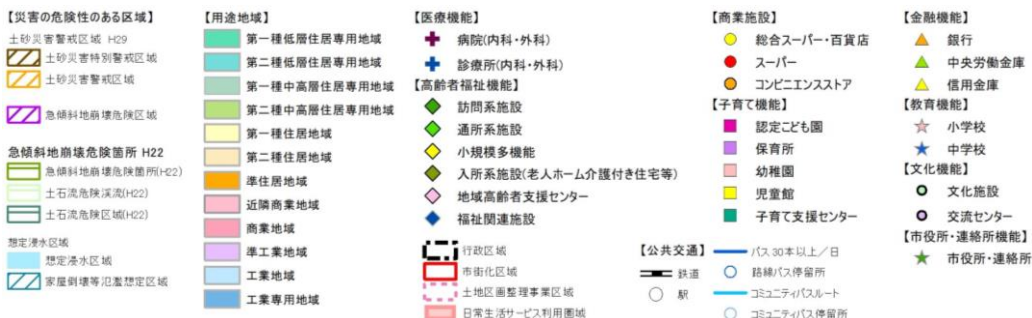 【災害の危険性のある区域】
土砂災害警戒区域 H29
土砂災害特別警戒区域
土砂災害警戒区域
急傾斜地崩壊危険区域
急傾斜地崩壊危険箇所 H22
急傾斜地崩壊危険箇所(H22)
土石流危険渓流(H22)
土石流危険区域(H22)
想定浸水区域
想定浸水区域
家屋倒壊等氾濫想定区域
【用途地域】
第一種低層住居専用地域
第二種低層住居専用地域
第一種中高層住居専用地域
第二種中高層住居専用地域
第一種住居地域
第二種住居地域
準住居地域
近隣商業地域
商業地域
準工業地域
工業地域
工業専用地域
【医療機能】
病院(内科・外科)
診療所(内科・外科)
【高齢者福祉機能】
訪問系施設
通所系施設
小規模多機能
入所系施設(老人ホーム介護付き住宅等)
地域高齢者支援センター
福祉関連施設
行政区域
市街化区域
土地区画整理事業区域
日常生活サービス利用圏域
【公共交通】
鉄道
駅
バス30本以上/日
路線バス停留所
コミュニティバスルート
コミュニティバス停留所
【商業施設】
総合スーパー・百貨店
スーパー
コンビニエンスストア
【子育て機能】
認定こども園
保育所
幼稚園
児童館
子育て支援センター
【金融機能】
銀行
中央労働金庫
信用金庫
【教育機能】
小学校
中学校
【文化機能】
文化施設
交流センター
【市役所・連絡所機能】
市役所・連絡所